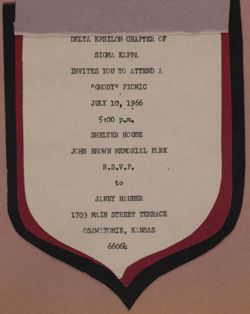 DELTA EPSILON CHAPTER OF
SIGMA KAPPA
INVITES YOU TO ATTEND A
"GRODY" PICNIC
JULY 10, 1966
5:00 p.m.
SHELTER HOUSE
JOHN BROWN MEMORIAL PARK
R.S.V.P.
to
JANEY HAUBER
1703 MAIN STREET TERRACE
OSAWATOMIE, KANSAS
66064